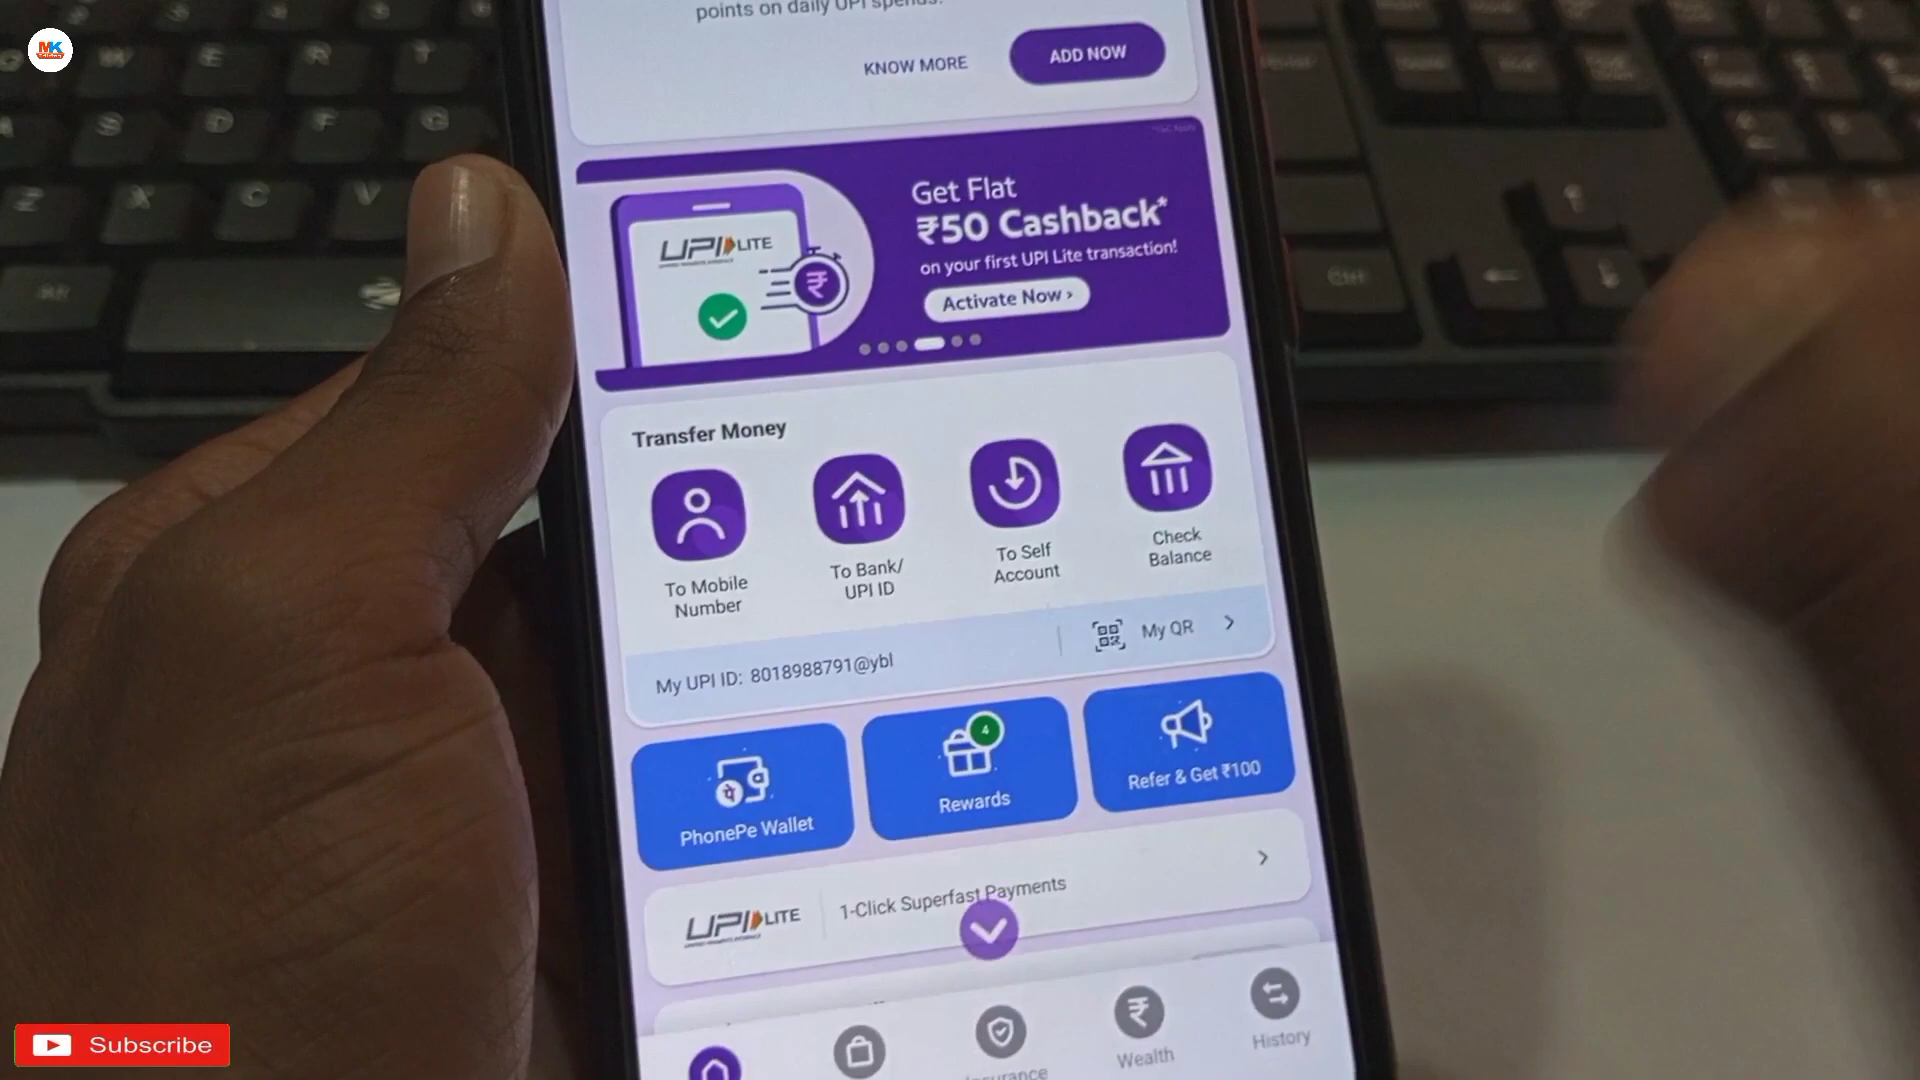 MK
points on daily UPI spends.
KNOW MORE
ADD NOW
Get Flat
₹50 Cashback*
on your first UPI Lite transaction!
Activate Now ›
UPI LITE
Transfer Money
To Mobile
Number
To Bank/
UPI ID
To Self
Account
Check
Balance
My UPI ID: 8018988791@ybl
My QR
PhonePe Wallet
4
Rewards
Refer & Get ₹100
UPI LITE
1-Click Superfast Payments
Insurance
Wealth
History
Subscribe
W
E
R
T
A
S
D
F
G
Z
X
C
V
Alt
Ctrl